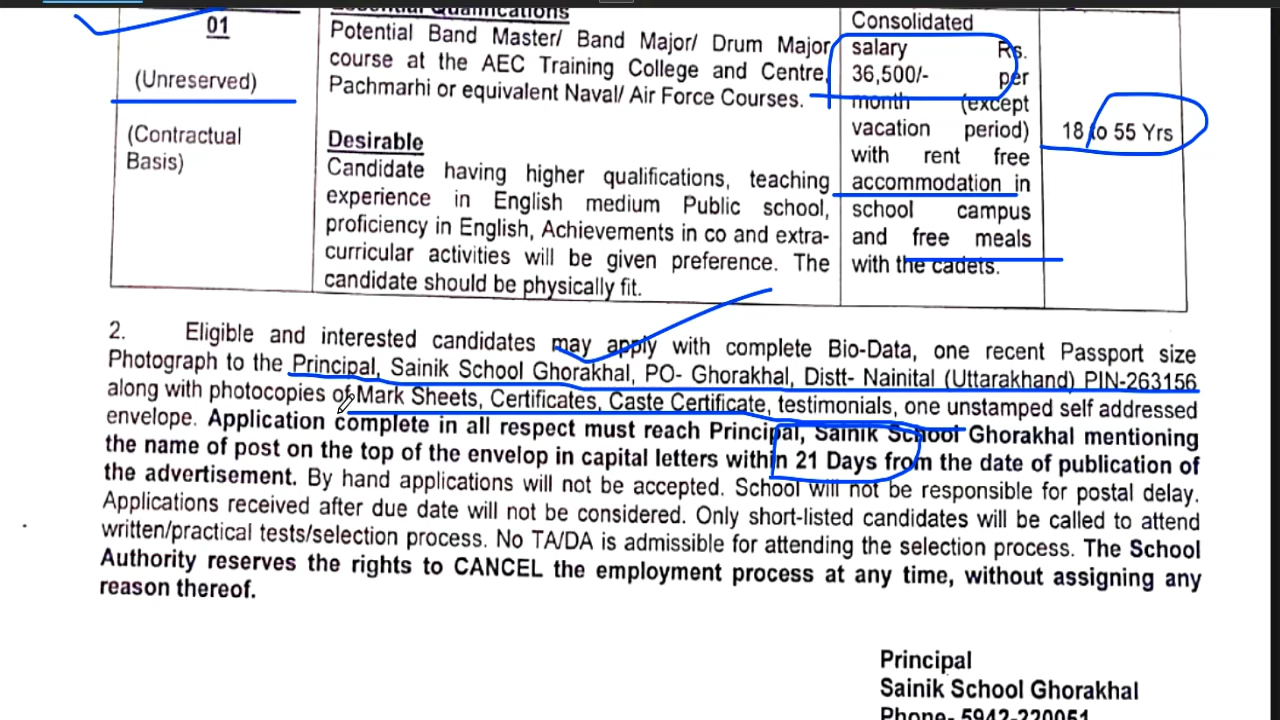 Essential Qualifications
01
Potential Band Master/ Band Major/ Drum Major
course at the AEC Training College and Centre,
Pachmarhi or equivalent Naval/ Air Force Courses.
(Unreserved)
(Contractual
Basis)
Desirable
Candidate having higher qualifications, teaching
experience in English medium Public school,
proficiency in English, Achievements in co and extra-
curricular activities will be given preference. The
candidate should be physically fit.
Consolidated
salary Rs.
36,500/- per
month (except
vacation period)
with rent free
accommodation in
school campus
and free meals
with the cadets.
18 to 55 Yrs
2. Eligible and interested candidates may apply with complete Bio-Data, one recent Passport size
Photograph to the Principal, Sainik School Ghorakhal, PO- Ghorakhal, Distt- Nainital (Uttarakhand) PIN-263156
along with photocopies of Mark Sheets, Certificates, Caste Certificate, testimonials, one unstamped self addressed
envelope. Application complete in all respect must reach Principal, Sainik School Ghorakhal mentioning
the name of post on the top of the envelop in capital letters within 21 Days from the date of publication of
the advertisement. By hand applications will not be accepted. School will not be responsible for postal delay.
Applications received after due date will not be considered. Only short-listed candidates will be called to attend
written/practical tests/selection process. No TA/DA is admissible for attending the selection process. The School
Authority reserves the rights to CANCEL the employment process at any time, without assigning any
reason thereof.
Principal
Sainik School Ghorakhal
Phone- 5942-220051